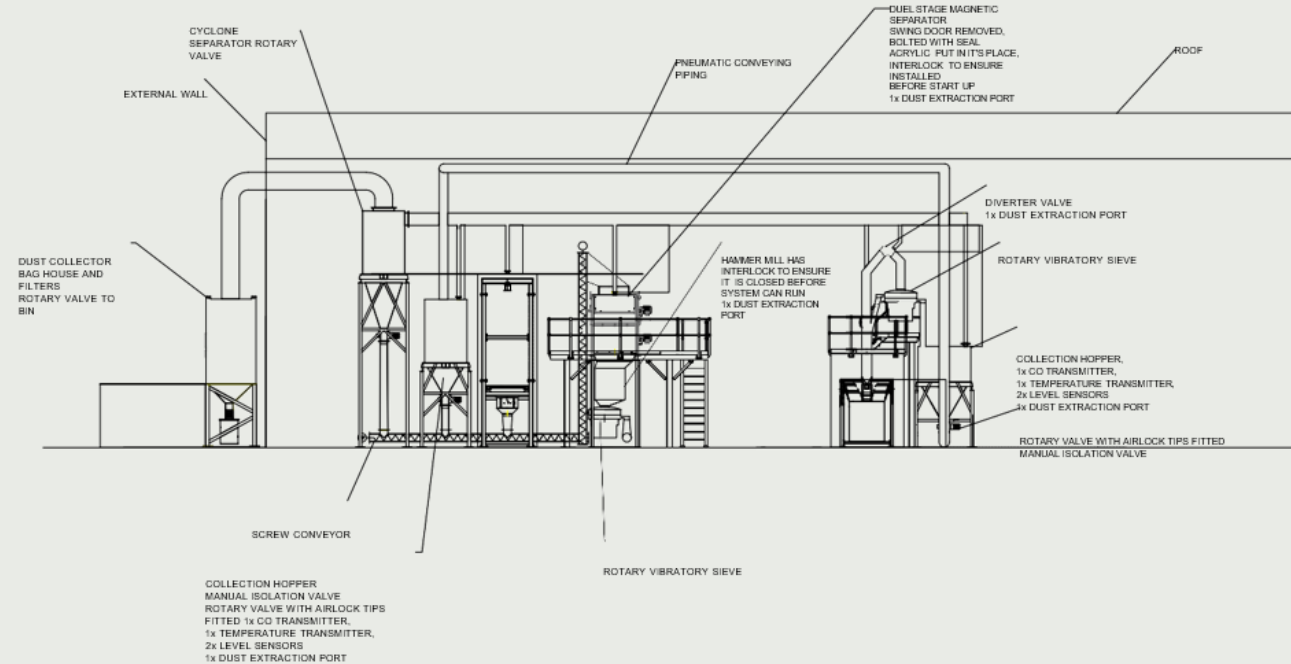 DUEL STAGE MAGNETIC
SEPARATOR
SWING DOOR REMOVED,
BOLTED WITH SEAL
ACRYLIC PUT IN IT'S PLACE,
INTERLOCK TO ENSURE
INSTALLED
BEFORE START UP
1x DUST EXTRACTION PORT
CYCLONE
SEPARATOR ROTARY
VALVE
ROOF
PNEUMATIC CONVEYING
PIPING
EXTERNAL WALL
DIVERTER VALVE
1x DUST EXTRACTION PORT
DUST COLLECTOR
BAG HOUSE AND
FILTERS
ROTARY VALVE TO
BIN
HAMMER MILL HAS
INTERLOCK TO ENSURE
IT IS CLOSED BEFORE
SYSTEM CAN RUN
1x DUST EXTRACTION
PORT
ROTARY VIBRATORY SIEVE
COLLECTION HOPPER,
1x CO TRANSMITTER,
1x TEMPERATURE TRANSMITTER,
2x LEVEL SENSORS
1x DUST EXTRACTION PORT
ROTARY VALVE WITH AIRLOCK TIPS FITTED
MANUAL ISOLATION VALVE
SCREW CONVEYOR
ROTARY VIBRATORY SIEVE
COLLECTION HOPPER
MANUAL ISOLATION VALVE
ROTARY VALVE WITH AIRLOCK TIPS
FITTED 1x CO TRANSMITTER,
1x TEMPERATURE TRANSMITTER,
2x LEVEL SENSORS
1x DUST EXTRACTION PORT